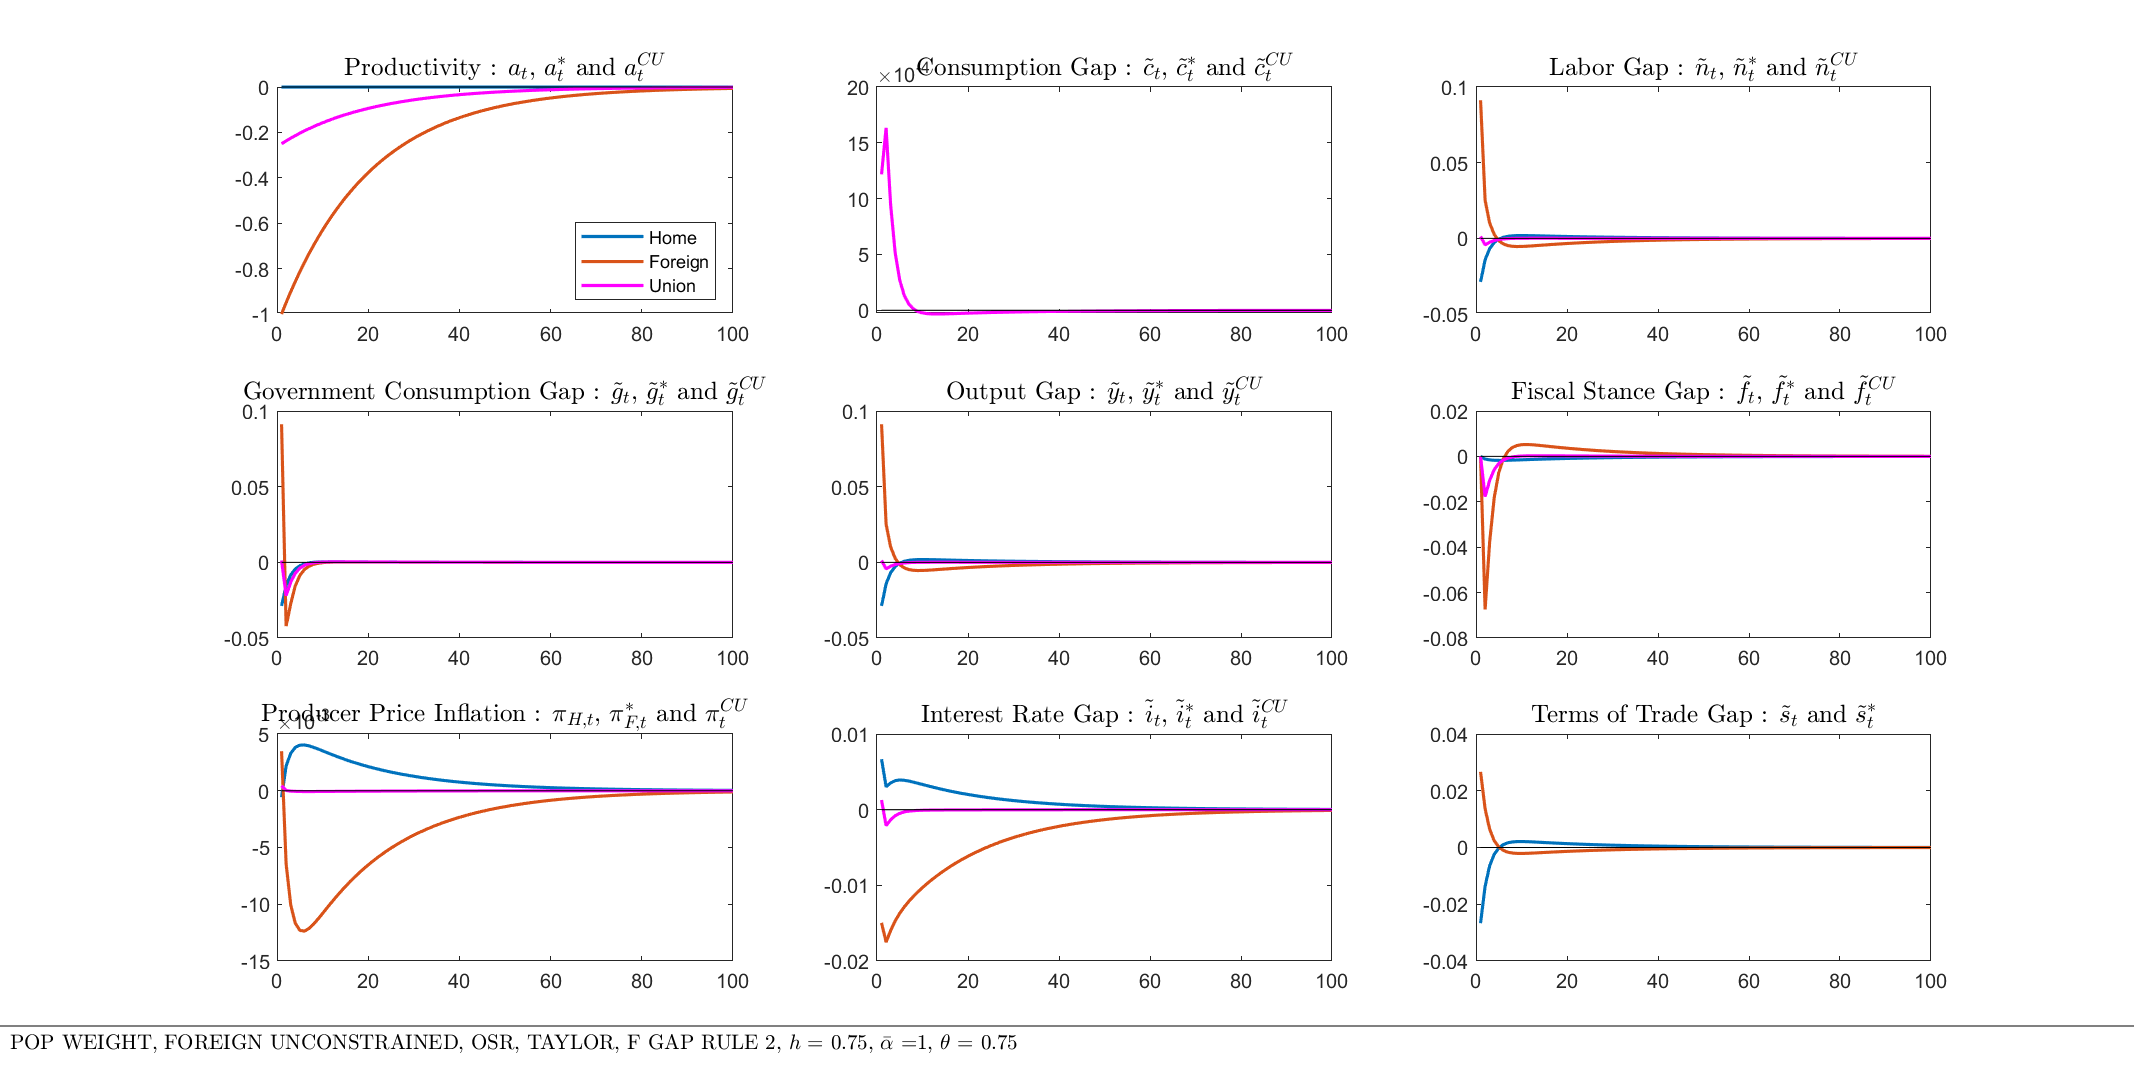 Productivity : a_t, a_t^* and a_t^{CU}
0
-0.2
-0.4
-0.6
-0.8
-1
0 20 40 60 80 100
Home
Foreign
Union
Consumption Gap : c̃_t, c̃_t^* and c̃_t^{CU}
20
15
10
5
0
0 20 40 60 80 100
Labor Gap : ñ_t, ñ_t^* and ñ_t^{CU}
0.1
0.05
0
-0.05
0 20 40 60 80 100
Government Consumption Gap : g̃_t, g̃_t^* and g̃_t^{CU}
0.1
0.05
0
-0.05
0 20 40 60 80 100
Output Gap : ỹ_t, ỹ_t^* and ỹ_t^{CU}
0.1
0.05
0
-0.05
0 20 40 60 80 100
Fiscal Stance Gap : f̃_t, f̃_t^* and f̃_t^{CU}
0.02
0
-0.02
-0.04
-0.06
-0.08
0 20 40 60 80 100
Producer Price Inflation : π_{H,t}, π_{F,t}^* and π_t^{CU}
5
0
-5
-10
-15
0 20 40 60 80 100
Interest Rate Gap : ĩ_t, ĩ_t^* and ĩ_t^{CU}
0.01
0
-0.01
-0.02
0 20 40 60 80 100
Terms of Trade Gap : s̃_t and s̃_t^*
0.04
0.02
0
-0.02
-0.04
0 20 40 60 80 100
POP WEIGHT, FOREIGN UNCONSTRAINED, OSR, TAYLOR, F GAP RULE 2, h = 0.75, ᾱ =1, θ = 0.75